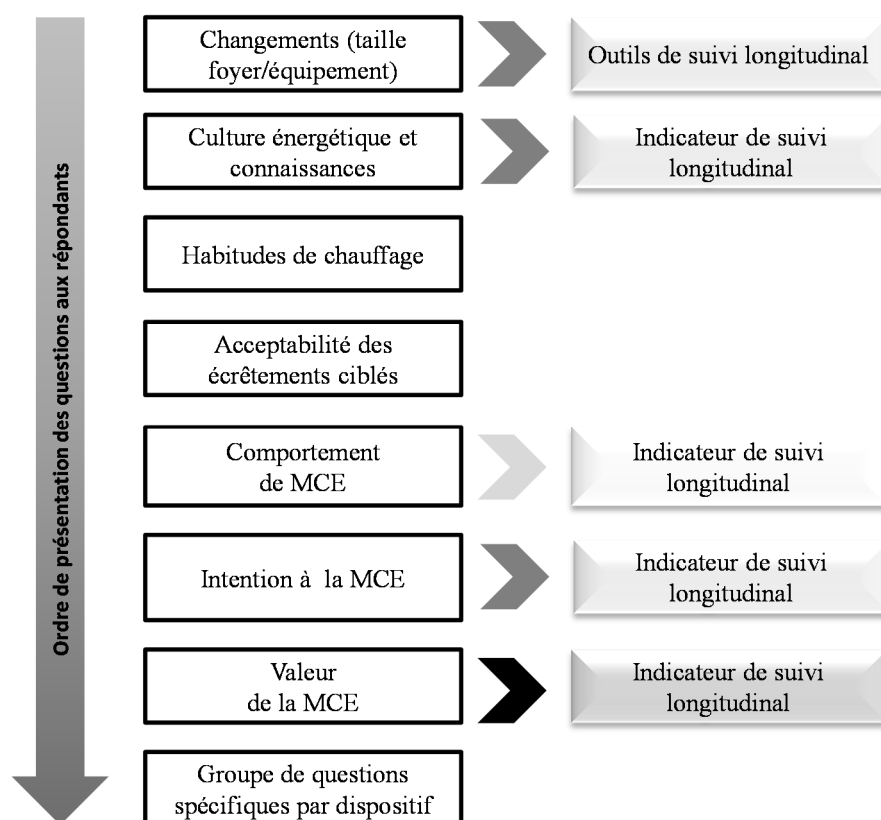 Ordre de présentation des questions aux répondants
Changements (taille
foyer/équipement)
Outils de suivi longitudinal
Culture énergétique et
connaissances
Indicateur de suivi
longitudinal
Habitudes de chauffage
Acceptabilité des
écrêtements ciblés
Comportement
de MCE
Indicateur de suivi
longitudinal
Intention à la MCE
Indicateur de suivi
longitudinal
Valeur
de la MCE
Indicateur de suivi
longitudinal
Groupe de questions
spécifiques par dispositif